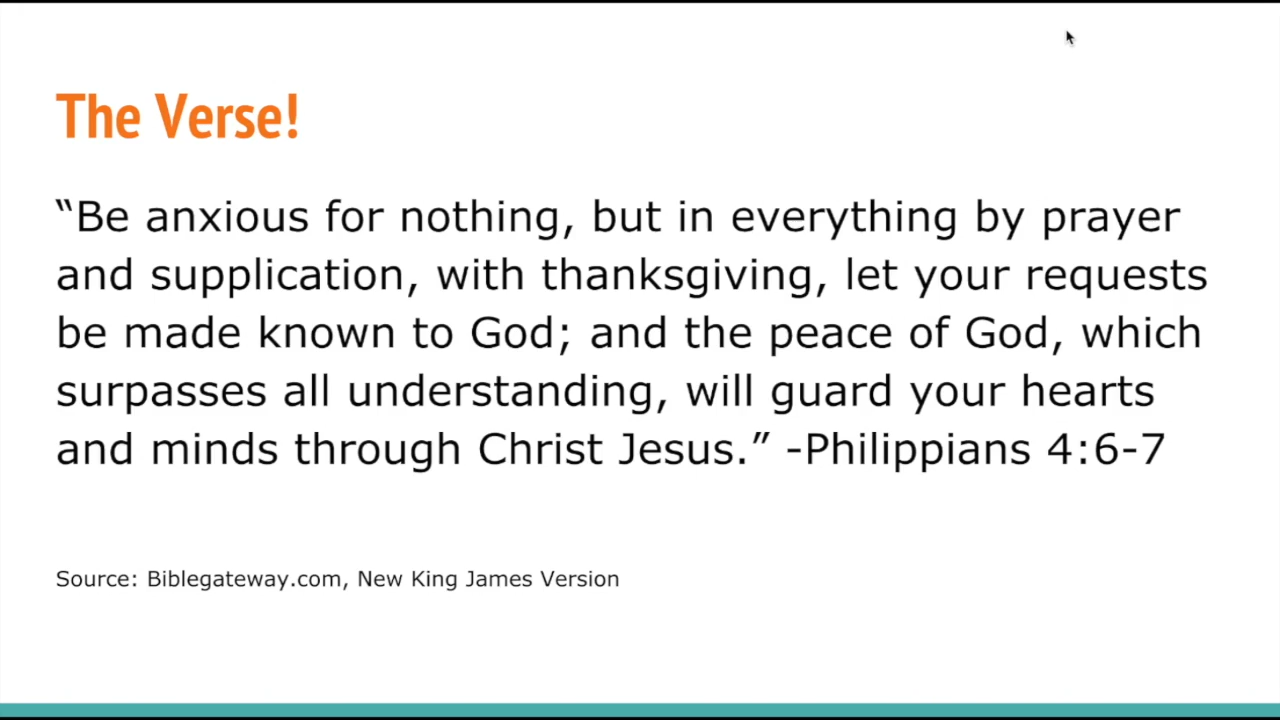 The Verse!
“Be anxious for nothing, but in everything by prayer
and supplication, with thanksgiving, let your requests
be made known to God; and the peace of God, which
surpasses all understanding, will guard your hearts
and minds through Christ Jesus.” -Philippians 4:6-7
Source: Biblegateway.com, New King James Version